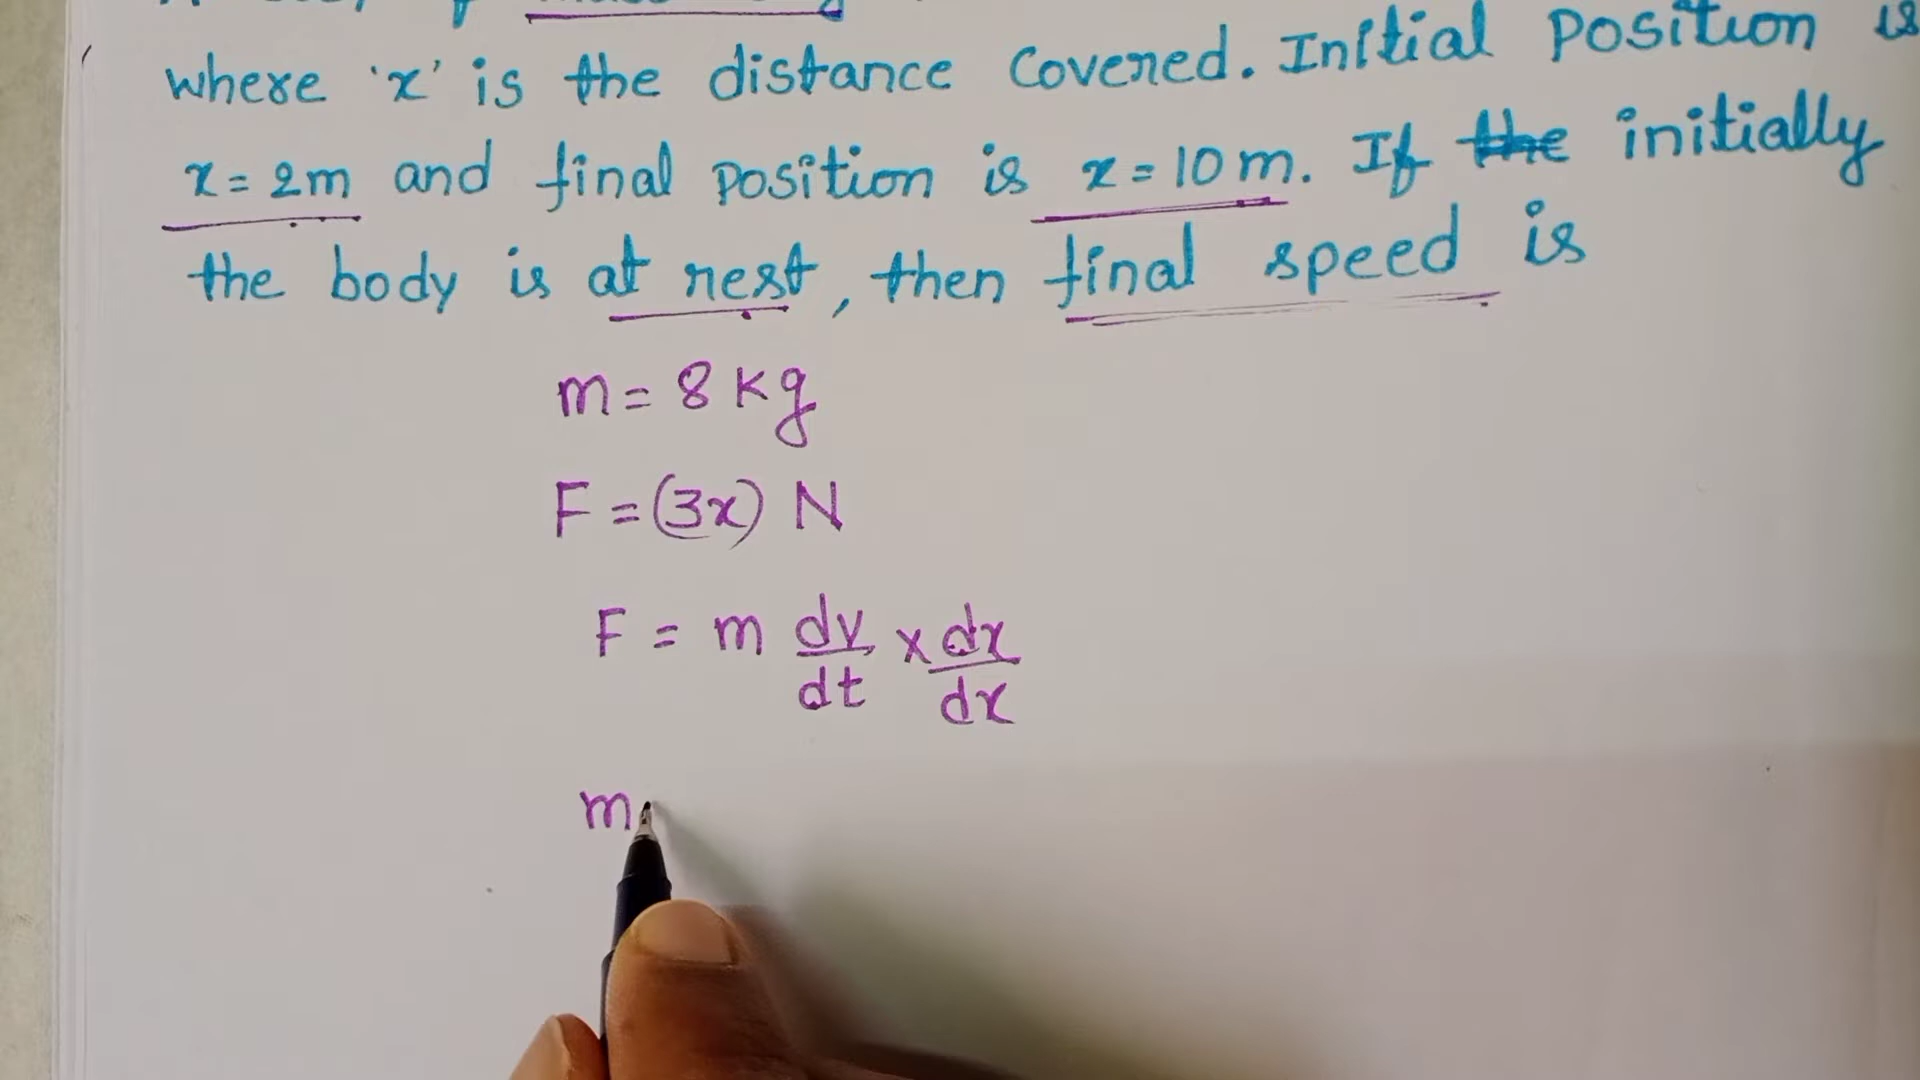 where 'x' is the distance covered. Initial position is
x = 2m and final position is x = 10 m. If the initially
the body is at rest, then final speed is
m = 8 kg
F = (3x) N
F = m dv/dt x dx/dx
m